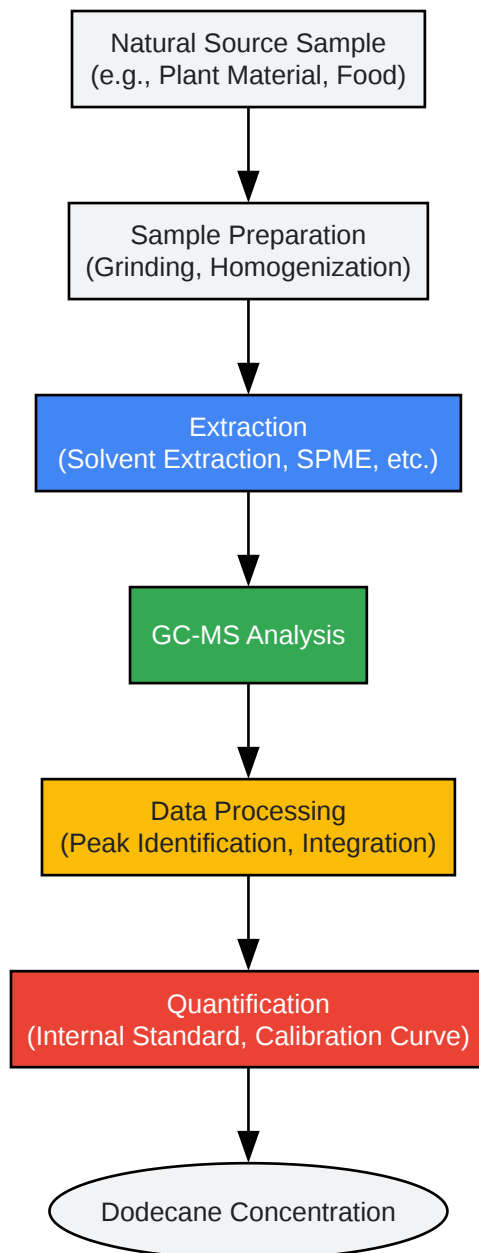 Natural Source Sample
(e.g., Plant Material, Food)
Sample Preparation
(Grinding, Homogenization)
Extraction
(Solvent Extraction, SPME, etc.)
GC-MS Analysis
Data Processing
(Peak Identification, Integration)
Quantification
(Internal Standard, Calibration Curve)
Dodecane Concentration